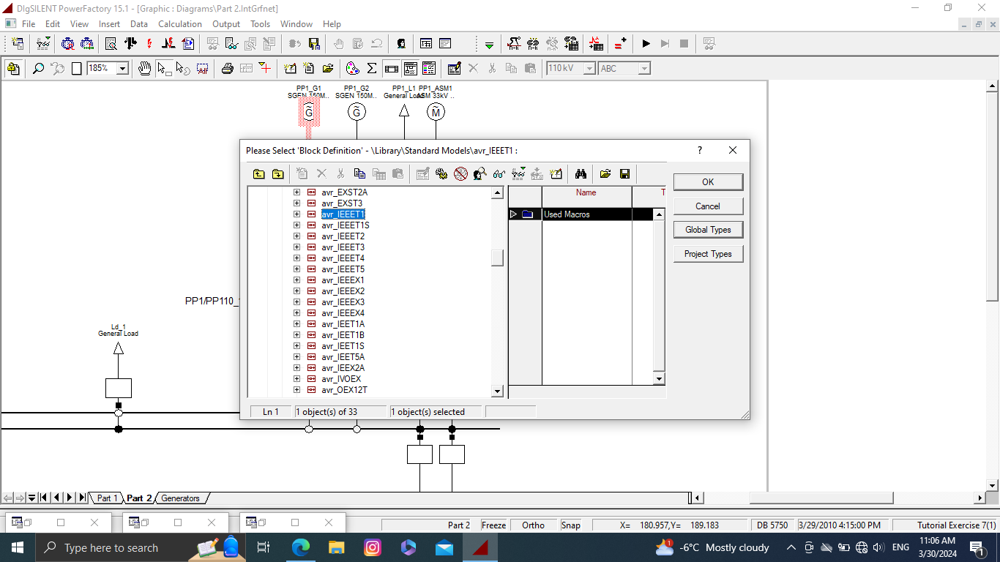 DIgSILENT PowerFactory 15.1 - [Graphic : Diagrams\Part 2.IntGrfnet]
File Edit View Insert Data Calculation Output Tools Window Help
185%
110 kV
ABC
PP1_G1 PP1_G2 PP1_L1 PP1_ASM1
SGEN 150M.. SGEN 150M.. General Load ASM 33kV ..
G G M
Please Select 'Block Definition' - \Library\Standard Models\avr_IEEET1 :
?
OK
Cancel
Global Types
Project Types
Name T
Used Macros
avr_EXST2A
avr_EXST3
avr_IEEET1
avr_IEEET1S
avr_IEEET2
avr_IEEET3
avr_IEEET4
avr_IEEET5
avr_IEEEX1
avr_IEEEX2
avr_IEEEX3
avr_IEEEX4
avr_IEET1A
avr_IEET1B
avr_IEET1S
avr_IEET5A
avr_IEEX2A
avr_IVOEX
avr_OEX12T
Ln 1 1 object(s) of 33 1 object(s) selected
PP1/PP110_
Ld_1
General Load
Part 1 Part 2 Generators
Part 2 Freeze Ortho Snap X= 180.957,Y= 189.183 DB 5750 3/29/2010 4:15:00 PM Tutorial Exercise 7(1)
Type here to search
1
-6°C Mostly cloudy
ENG
11:06 AM
3/30/2024
1